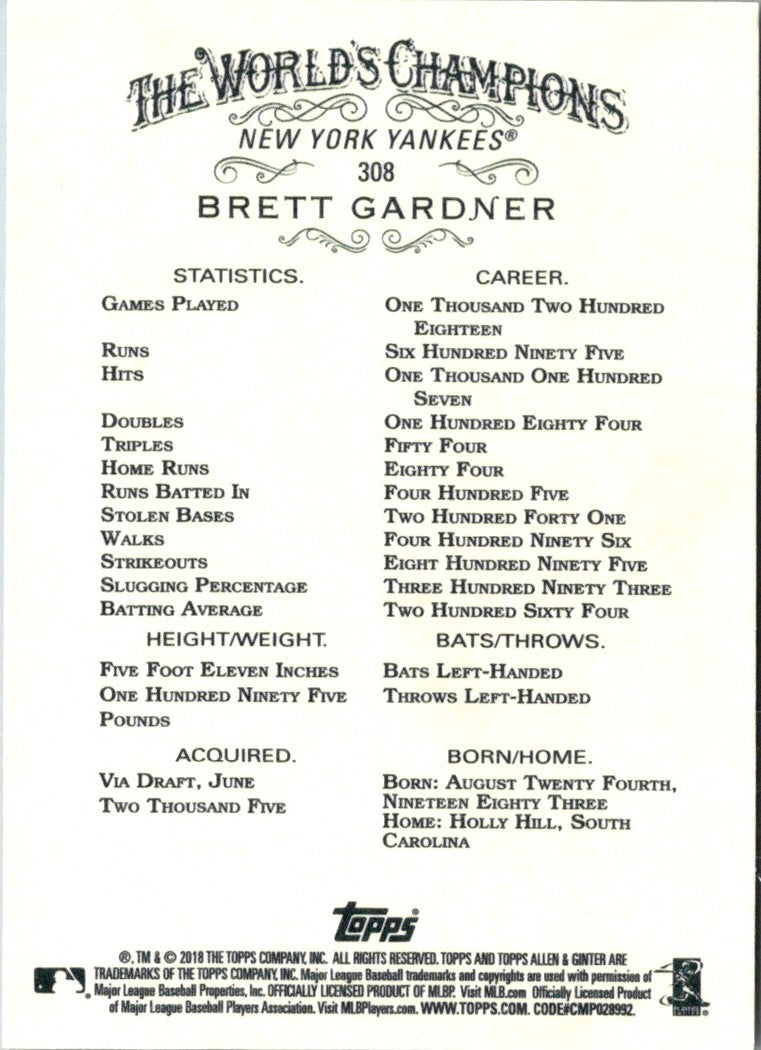 THE WORLD'S CHAMPIONS
NEW YORK YANKEES®
308
BRETT GARDNER
STATISTICS. CAREER.
GAMES PLAYED ONE THOUSAND TWO HUNDRED
EIGHTEEN
RUNS SIX HUNDRED NINETY FIVE
HITS ONE THOUSAND ONE HUNDRED
SEVEN
DOUBLES ONE HUNDRED EIGHTY FOUR
TRIPLES FIFTY FOUR
HOME RUNS EIGHTY FOUR
RUNS BATTED IN FOUR HUNDRED FIVE
STOLEN BASES TWO HUNDRED FORTY ONE
WALKS FOUR HUNDRED NINETY SIX
STRIKEOUTS EIGHT HUNDRED NINETY FIVE
SLUGGING PERCENTAGE THREE HUNDRED NINETY THREE
BATTING AVERAGE TWO HUNDRED SIXTY FOUR
HEIGHT/WEIGHT. BATS/THROWS.
FIVE FOOT ELEVEN INCHES BATS LEFT-HANDED
ONE HUNDRED NINETY FIVE THROWS LEFT-HANDED
POUNDS
ACQUIRED. BORN/HOME.
VIA DRAFT, JUNE BORN: AUGUST TWENTY FOURTH,
TWO THOUSAND FIVE NINETEEN EIGHTY THREE
HOME: HOLLY HILL, SOUTH
CAROLINA
topps®
®, TM & © 2018 THE TOPPS COMPANY, INC. ALL RIGHTS RESERVED. TOPPS AND TOPPS ALLEN & GINTER ARE
TRADEMARKS OF THE TOPPS COMPANY, INC. Major League Baseball trademarks and copyrights are used with permission of
Major League Baseball Properties, Inc. OFFICIALLY LICENSED PRODUCT OF MLBP. Visit MLB.com Officially Licensed Product
of Major League Baseball Players Association. Visit MLBPlayers.com. WWW.TOPPS.COM. CODE#CMP028992.